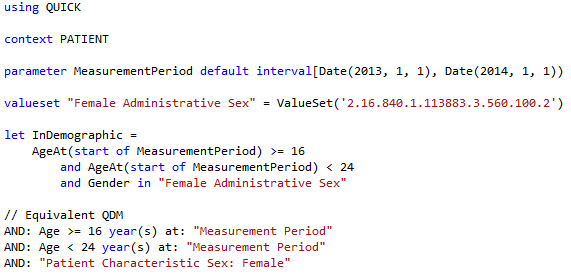 using QUICK
context PATIENT
parameter MeasurementPeriod default interval[Date(2013, 1, 1), Date(2014, 1, 1))
valueset "Female Administrative Sex" = ValueSet('2.16.840.1.113883.3.560.100.2')
let InDemographic =
AgeAt(start of MeasurementPeriod) >= 16
and AgeAt(start of MeasurementPeriod) < 24
and Gender in "Female Administrative Sex"
// Equivalent QDM
AND: Age >= 16 year(s) at: "Measurement Period"
AND: Age < 24 year(s) at: "Measurement Period"
AND: "Patient Characteristic Sex: Female"